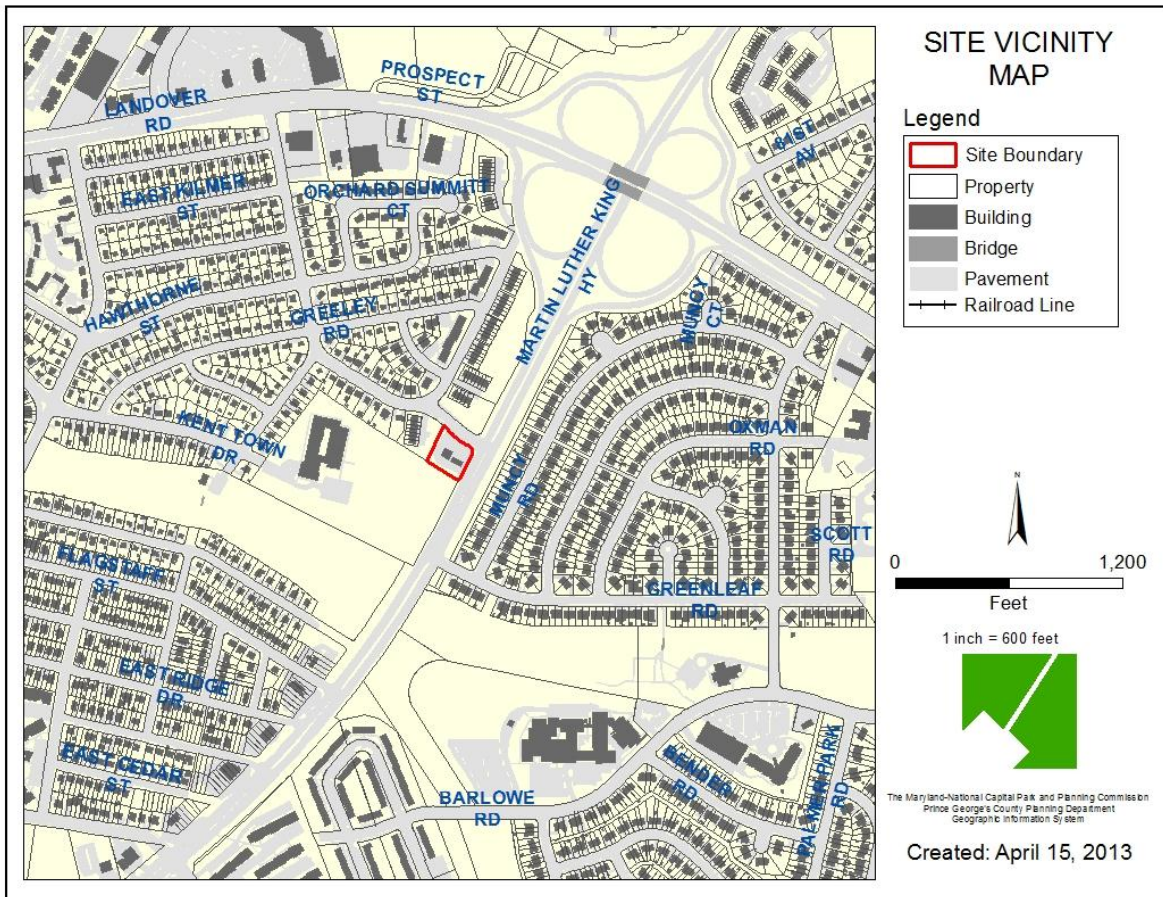 SITE VICINITY
MAP
Legend
Site Boundary
Property
Building
Bridge
Pavement
Railroad Line
PROSPECT
ST
LANDOVER
RD
81ST
AV
EAST KILMER
ST
ORCHARD SUMMITT
CT
MARTIN LUTHER KING
HY
HAWTHORNE
ST
GREELEY
RD
MUNCY
CT
KENT TOWN
DR
OXMAN
RD
MUNCY
RD
SCOTT
RD
FLAGSTAFF
ST
GREENLEAF
RD
EAST RIDGE
DR
EAST CEDAR
ST
BARLOWE
RD
BENDER
RD
PALMER PARK
RD
N
0 1,200
Feet
1 inch = 600 feet
The Maryland-National Capital Park and Planning Commission
Prince George's County Planning Department
Geographic Information System
Created: April 15, 2013